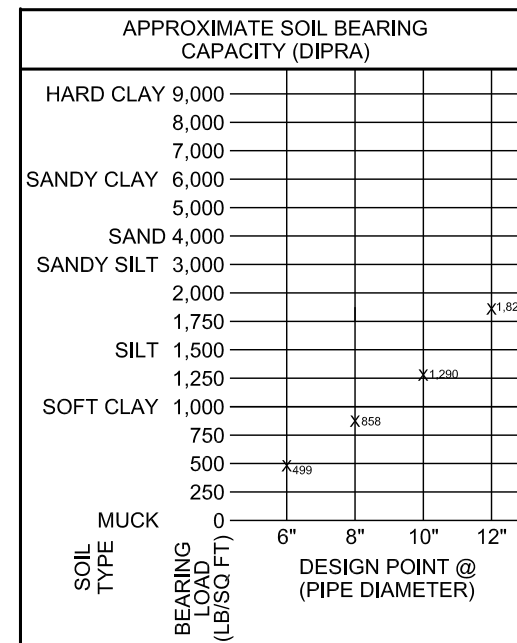 APPROXIMATE SOIL BEARING
CAPACITY (DIPRA)
HARD CLAY 9,000
8,000
7,000
SANDY CLAY 6,000
5,000
SAND 4,000
SANDY SILT 3,000
2,000
1,82
1,750
SILT 1,500
1,250
1,290
SOFT CLAY 1,000
858
750
500
499
250
MUCK 0
6" 8" 10" 12"
SOIL
TYPE
BEARING
LOAD
(LB/SQ FT)
DESIGN POINT @
(PIPE DIAMETER)